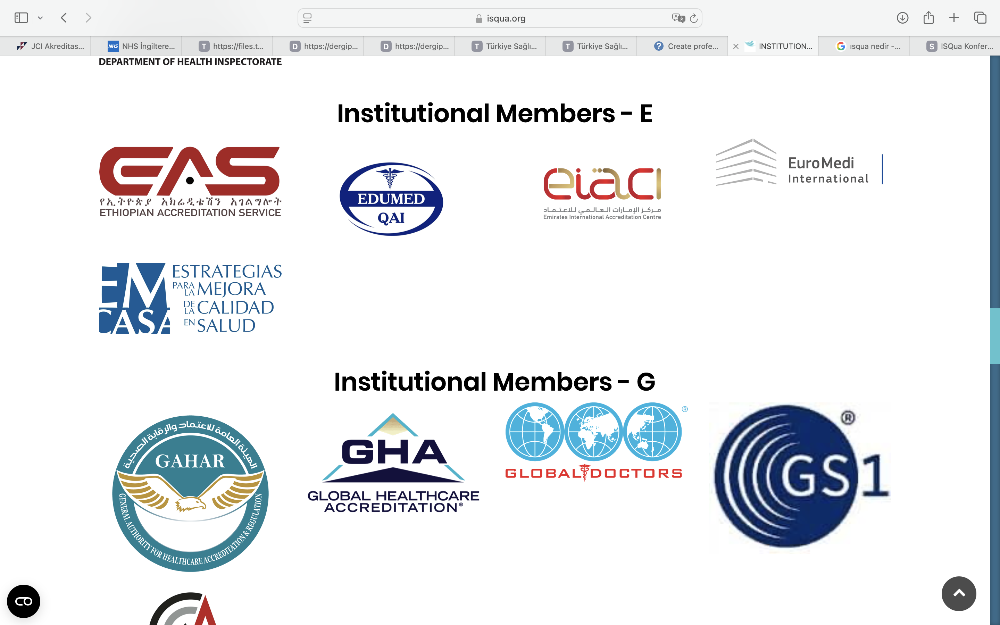 isqua.org
JCI Akreditas...
NHS
NHS İngiltere...
T
https://files.t...
D
https://dergip...
D
https://dergip...
T
Türkiye Sağlı...
T
Türkiye Sağlı...
?
Create profe...
INSTITUTION...
G
ısqua nedir -...
S
ISQua Konfer...
DEPARTMENT OF HEALTH INSPECTORATE
Institutional Members - E
EAS
የኢትዮጵያ አክሬዲቴሽን አገልግሎት
ETHIOPIAN ACCREDITATION SERVICE
EDUMED
QAI
eiaci
مركز الإمارات العالمي للاعتماد
Emirates International Accreditation Centre
EuroMedi
International
EM
CASA
ESTRATEGIAS
PARA LA MEJORA
DE LA CALIDAD
EN SALUD
Institutional Members - G
الهيئة العامة للاعتماد والرقابة الصحية
GAHAR
GENERAL AUTHORITY FOR HEALTHCARE ACCREDITATION & REGULATION
GHA
GLOBAL HEALTHCARE
ACCREDITATION®
®
GLOBAL DOCTORS
®
GS1